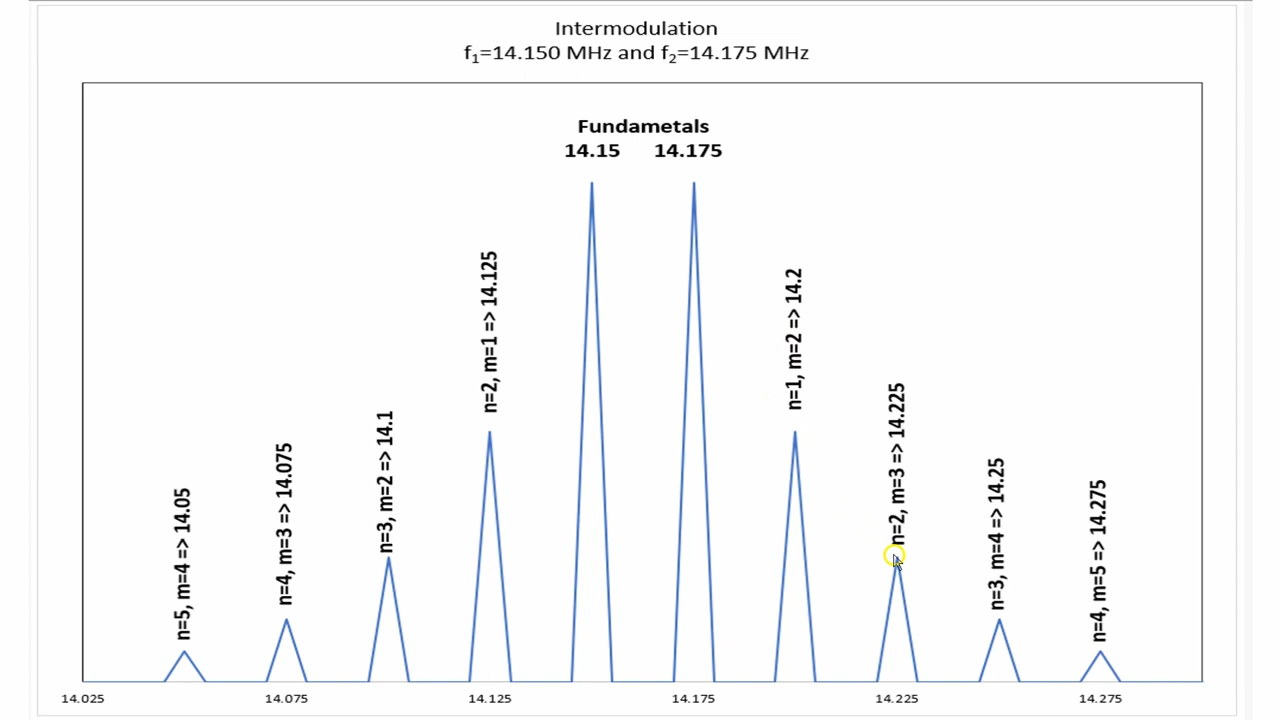 Intermodulation
f₁=14.150 MHz and f₂=14.175 MHz
Fundametals
14.15 14.175
n=5, m=4 => 14.05
n=4, m=3 => 14.075
n=3, m=2 => 14.1
n=2, m=1 => 14.125
n=1, m=2 => 14.2
n=2, m=3 => 14.225
n=3, m=4 => 14.25
n=4, m=5 => 14.275
14.025 14.075 14.125 14.175 14.225 14.275